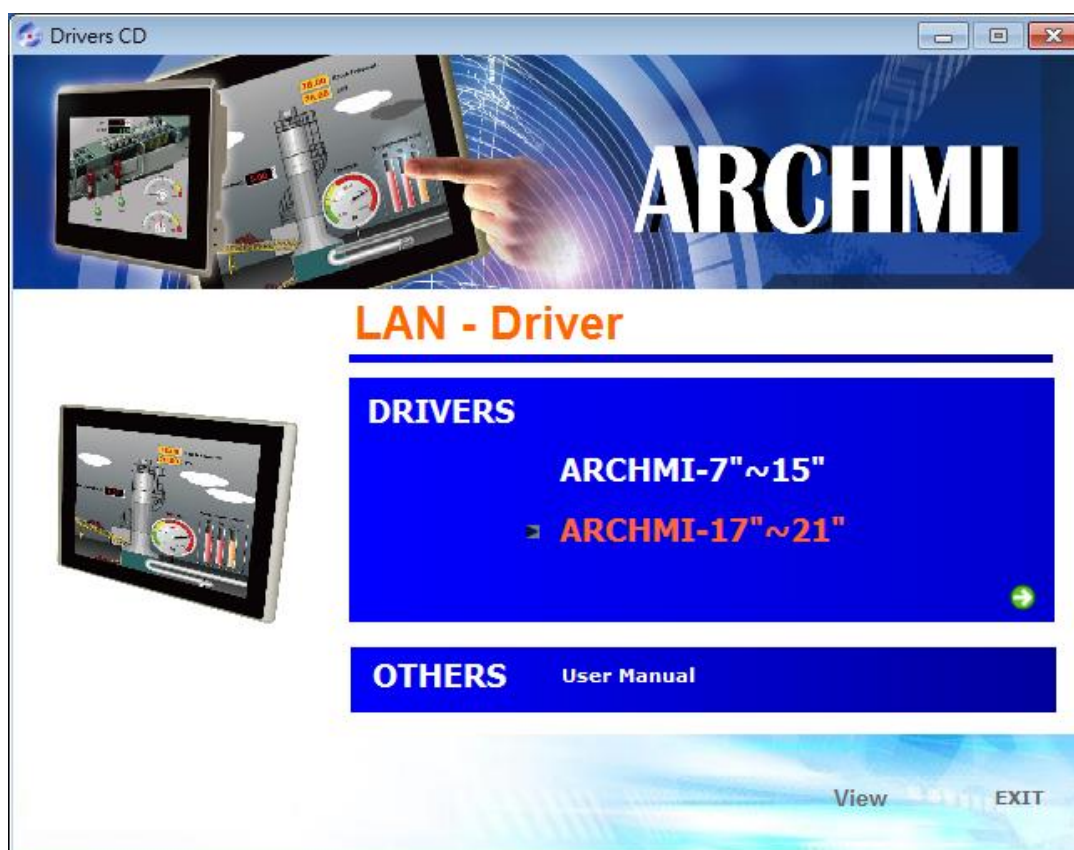 Drivers CD
ARCHMI
LAN - Driver
DRIVERS
ARCHMI-7"~15"
ARCHMI-17"~21"
OTHERS User Manual
View EXIT